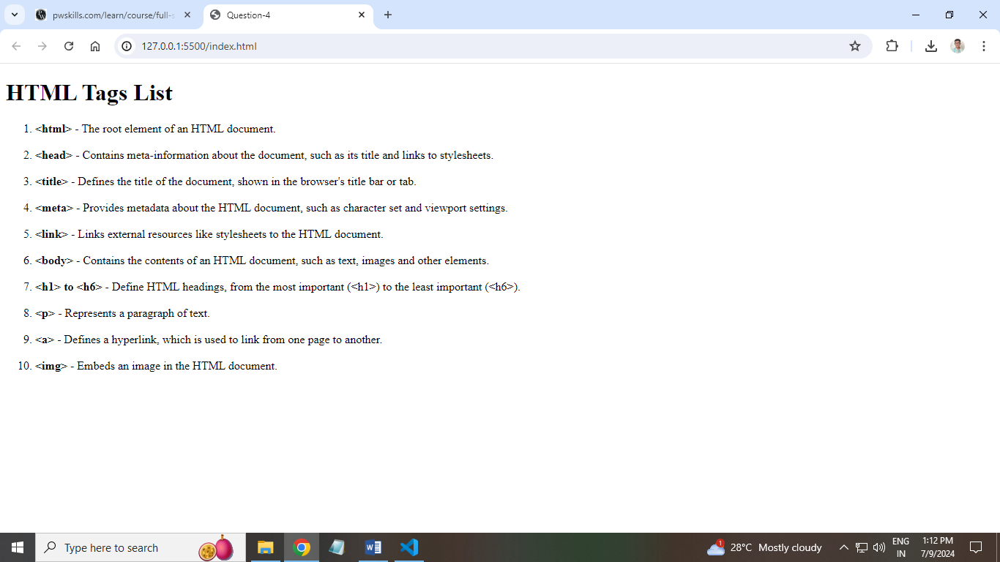 pwskills.com/learn/course/full-s
Question-4
127.0.0.1:5500/index.html
HTML Tags List
1. <html> - The root element of an HTML document.
2. <head> - Contains meta-information about the document, such as its title and links to stylesheets.
3. <title> - Defines the title of the document, shown in the browser's title bar or tab.
4. <meta> - Provides metadata about the HTML document, such as character set and viewport settings.
5. <link> - Links external resources like stylesheets to the HTML document.
6. <body> - Contains the contents of an HTML document, such as text, images and other elements.
7. <h1> to <h6> - Define HTML headings, from the most important (<h1>) to the least important (<h6>).
8. <p> - Represents a paragraph of text.
9. <a> - Defines a hyperlink, which is used to link from one page to another.
10. <img> - Embeds an image in the HTML document.
Type here to search
1
28°C Mostly cloudy
ENG
IN
1:12 PM
7/9/2024